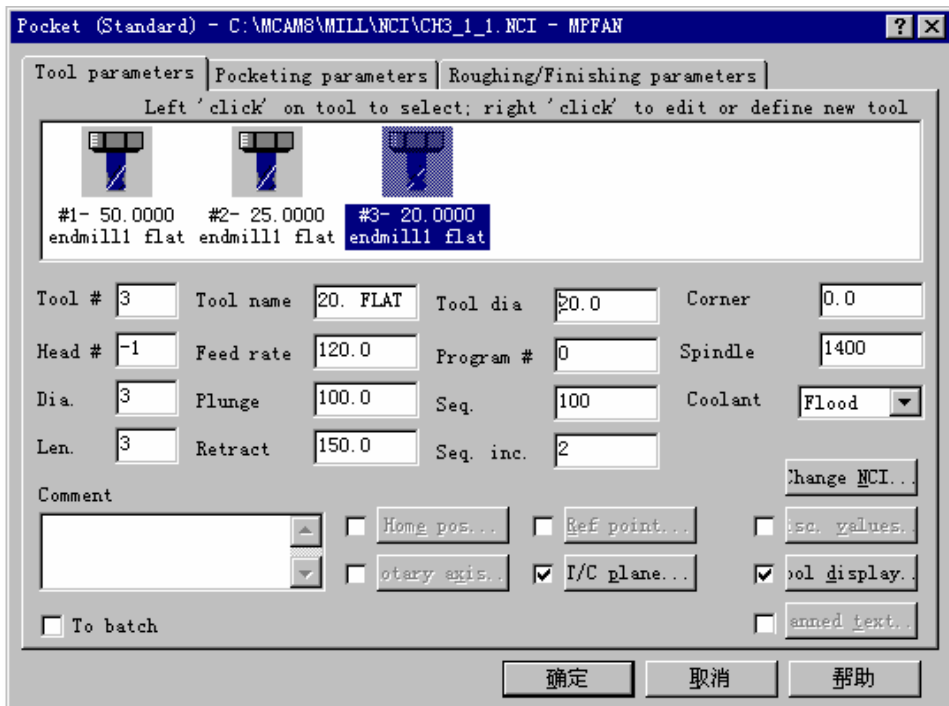 Pocket (Standard) - C:\MCAM8\MILL\NCI\CH3_1_1.NCI - MPFAN
Tool parameters Pocketing parameters Roughing/Finishing parameters
Left 'click' on tool to select; right 'click' to edit or define new tool
#1- 50.0000 #2- 25.0000 #3- 20.0000
endmill1 flat endmill1 flat endmill1 flat
Tool # 3 Tool name 20. FLAT Tool dia 20.0 Corner 0.0
Head # -1 Feed rate 120.0 Program # 0 Spindle 1400
Dia. 3 Plunge 100.0 Seq. 100 Coolant Flood
Len. 3 Retract 150.0 Seq. inc. 2
Change NCI...
Comment
Home pos... Ref point... isc. values..
otary axis.. T/C plane... ool display..
To batch anned text..
确定 取消 帮助